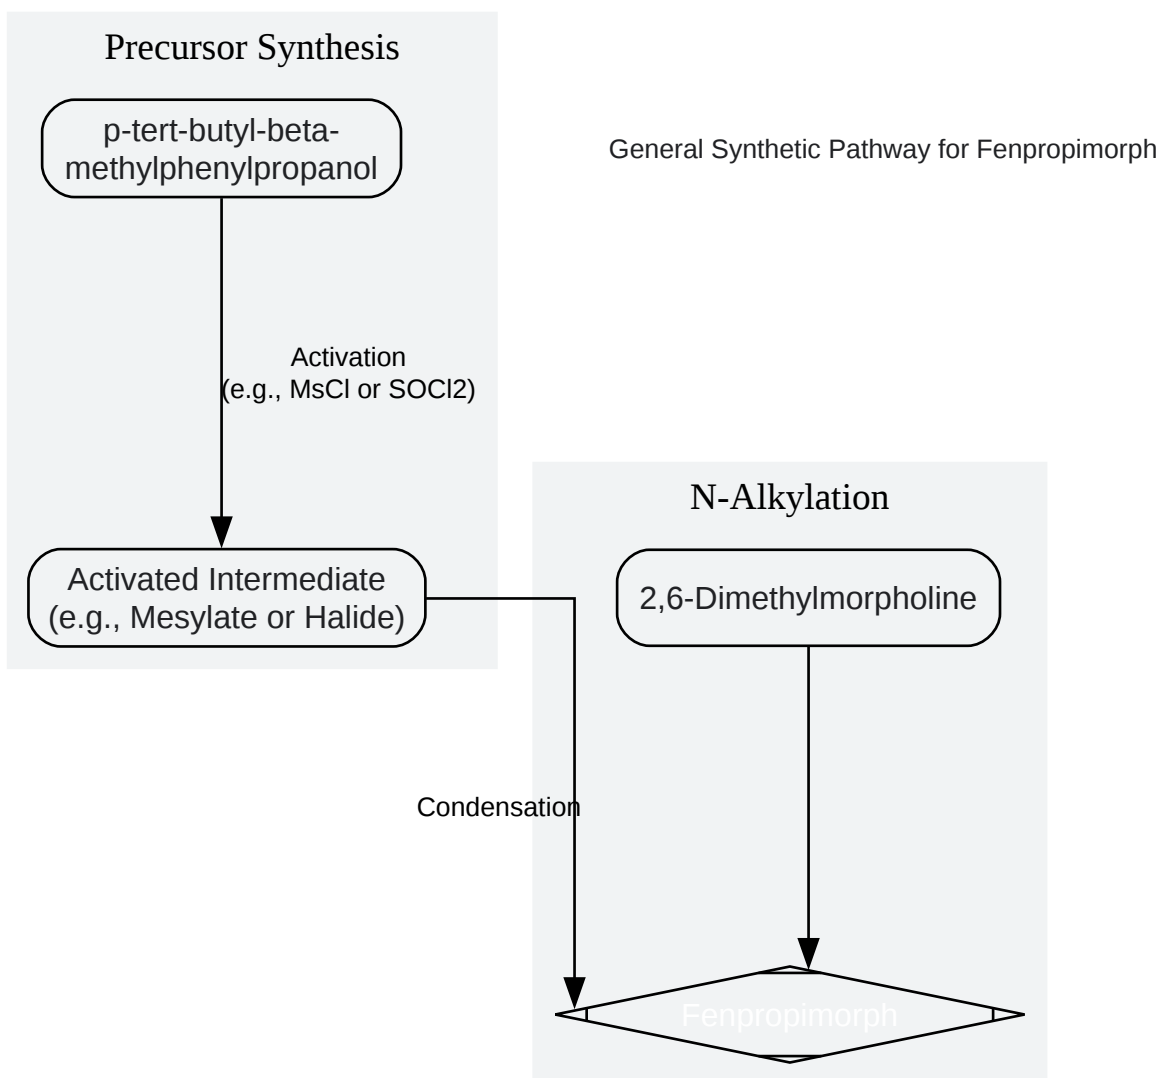 Precursor Synthesis
p-tert-butyl-beta-
methylphenylpropanol
General Synthetic Pathway for Fenpropimorph
Activation
(e.g., MsCl or SOCl2)
Activated Intermediate
(e.g., Mesylate or Halide)
N-Alkylation
2,6-Dimethylmorpholine
Condensation
Fenpropimorph